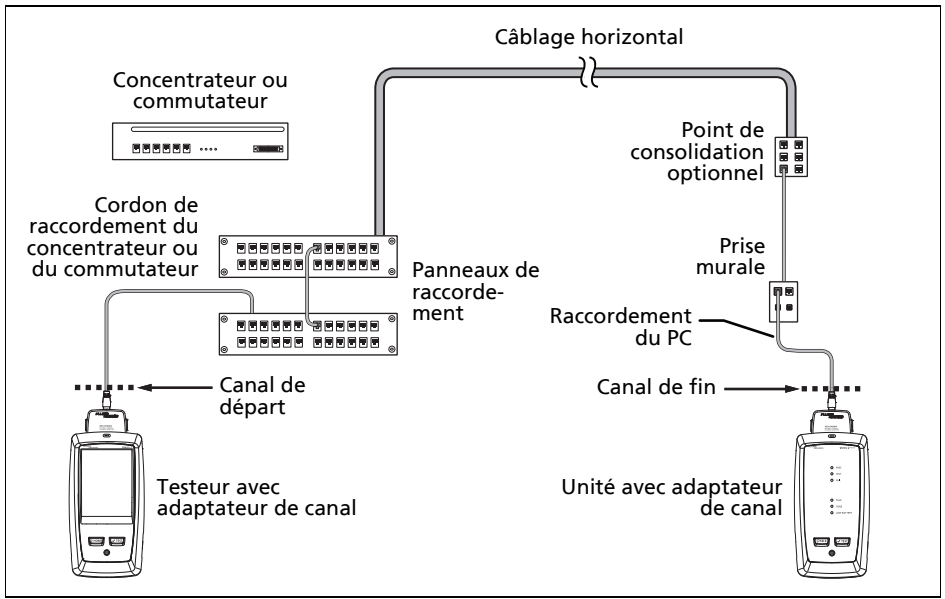 Câblage horizontal
Concentrateur ou
commutateur
Point de
consolidation
optionnel
Cordon de
raccordement du
concentrateur ou
du commutateur
Prise
murale
Panneaux de
raccorde-
ment
Raccordement
du PC
Canal de
départ
Canal de fin
Testeur avec
adaptateur de canal
Unité avec adaptateur
de canal